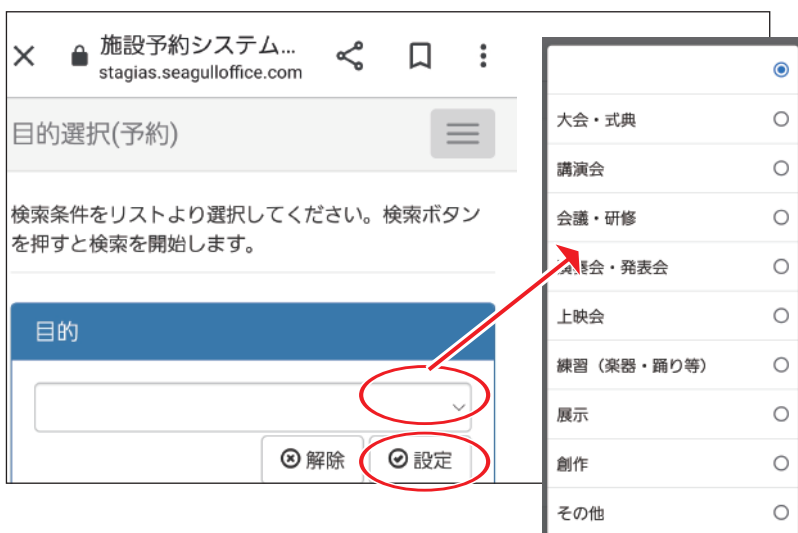 施設予約システム...
stagias.seagulloffice.com
目的選択(予約)
検索条件をリストより選択してください。検索ボタン
を押すと検索を開始します。
目的
解除
設定
大会・式典
講演会
会議・研修
演奏会・発表会
上映会
練習（楽器・踊り等）
展示
創作
その他